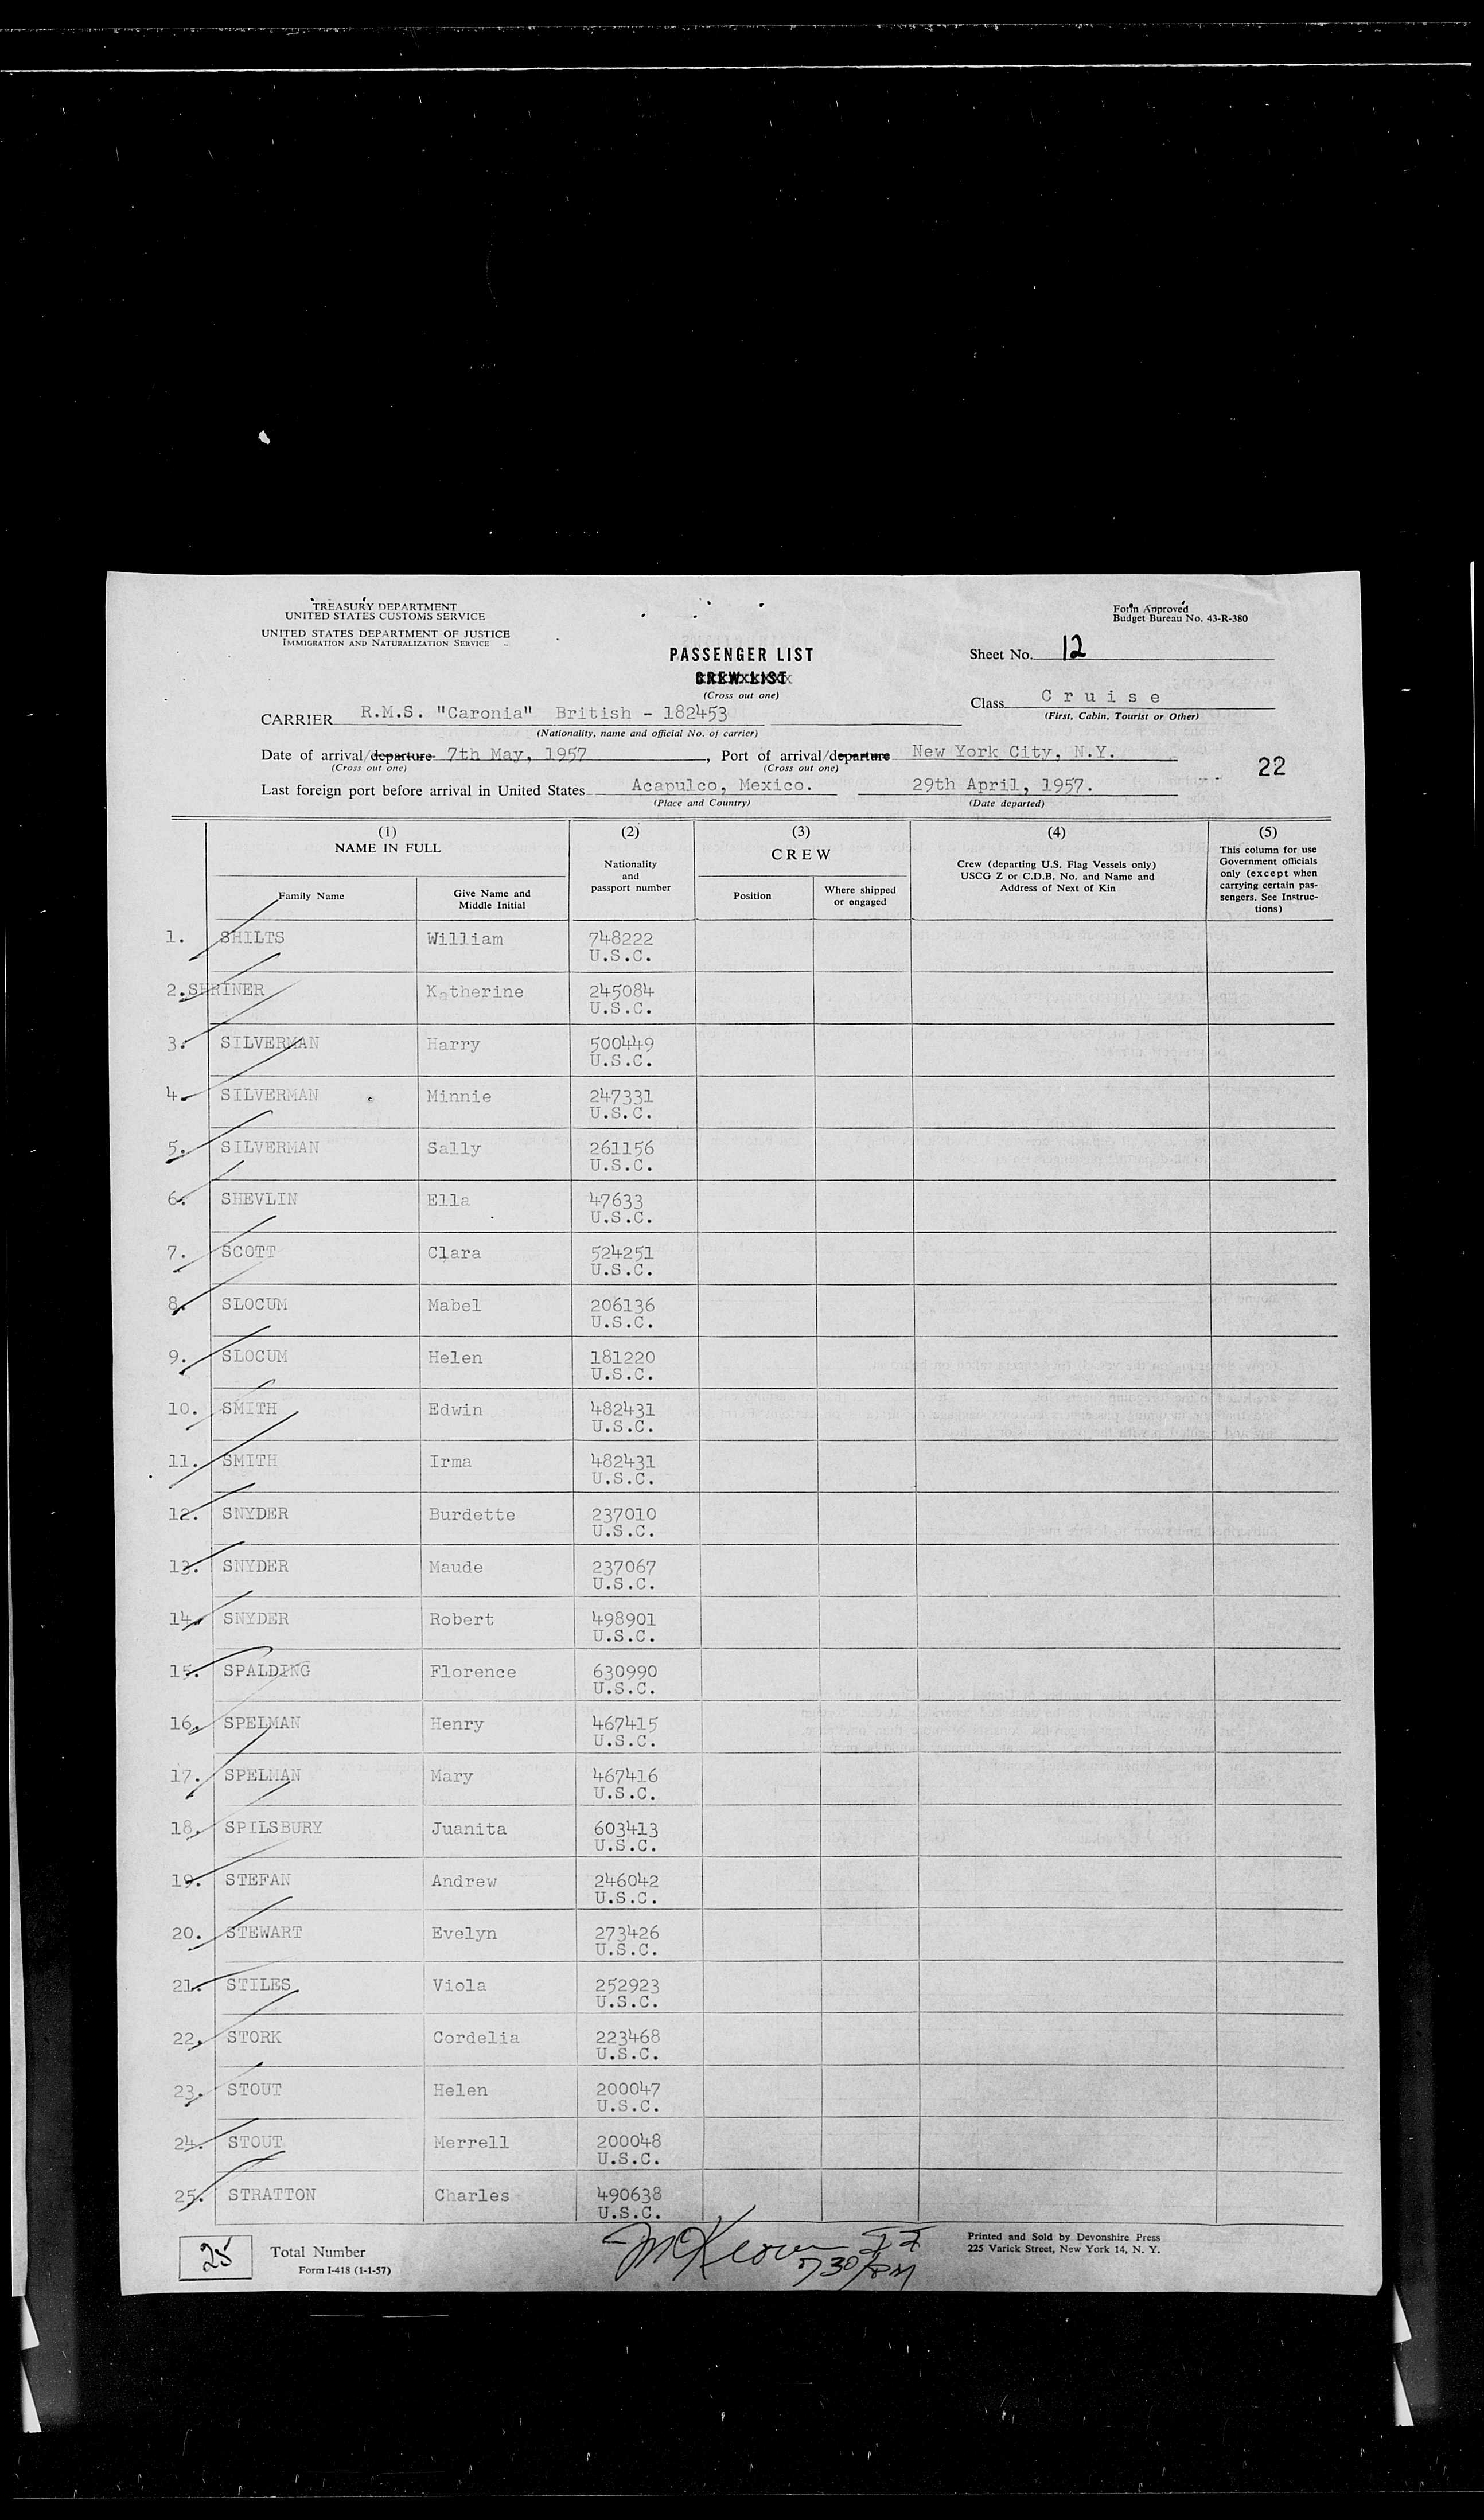 TREASURY DEPARTMENT
UNITED STATES CUSTOMS SERVICE
UNITED STATES DEPARTMENT OF JUSTICE
IMMIGRATION AND NATURALIZATION SERVICE
Form Approved
Budget Bureau No. 43-R-380
PASSENGER LIST
CREW LIST
(Cross out one)
Sheet No. 12
Class Cruise
(First, Cabin, Tourist or Other)
CARRIER R.M.S. "Caronia" British - 182453
(Nationality, name and official No. of carrier)
Date of arrival/departure 7th May, 1957, Port of arrival/departure New York City, N.Y.
(Cross out one) (Cross out one)
22
Last foreign port before arrival in United States Acapulco, Mexico. 29th April, 1957.
(Place and Country) (Date departed)
(1) (2) (3) (4) (5)
NAME IN FULL
Family Name
Give Name and
Middle Initial
Nationality
and
passport number
CREW
Position
Where shipped
or engaged
Crew (departing U.S. Flag Vessels only)
USCG Z or C.D.B. No. and Name and
Address of Next of Kin
This column for use
Government officials
only (except when
carrying certain pas-
sengers. See Instruc-
tions)
1. SHILTS William 748222
U.S.C.
2. SHRINER Katherine 245084
U.S.C.
3. SILVERMAN Harry 500449
U.S.C.
4. SILVERMAN Minnie 247331
U.S.C.
5. SILVERMAN Sally 261156
U.S.C.
6. SHEVLIN Ella 47633
U.S.C.
7. SCOTT Clara 524251
U.S.C.
8. SLOCUM Mabel 206136
U.S.C.
9. SLOCUM Helen 181220
U.S.C.
10. SMITH Edwin 482431
U.S.C.
11. SMITH Irma 482431
U.S.C.
12. SNYDER Burdette 237010
U.S.C.
13. SNYDER Maude 237067
U.S.C.
14. SNYDER Robert 498901
U.S.C.
15. SPALDING Florence 630990
U.S.C.
16. SPELMAN Henry 467415
U.S.C.
17. SPELMAN Mary 467416
U.S.C.
18. SPILSBURY Juanita 603413
U.S.C.
19. STEFAN Andrew 246042
U.S.C.
20. STEWART Evelyn 273426
U.S.C.
21. STILES Viola 252923
U.S.C.
22. STORK Cordelia 223468
U.S.C.
23. STOUT Helen 200047
U.S.C.
24. STOUT Merrell 200048
U.S.C.
25. STRATTON Charles 490638
U.S.C.
25 Total Number
Form I-418 (1-1-57)
McKeown II
730 PM
Printed and Sold by Devonshire Press
225 Varick Street, New York 14, N. Y.